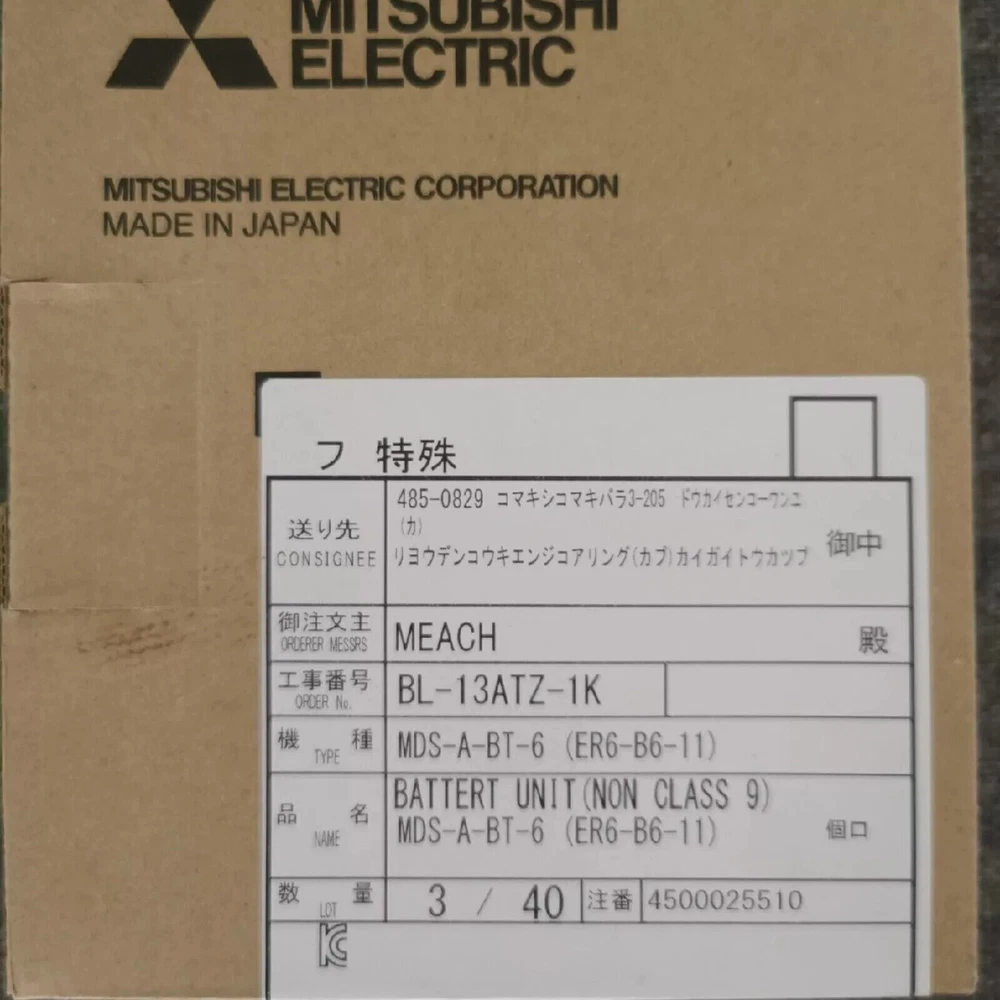 MITSUBISHI
ELECTRIC
MITSUBISHI ELECTRIC CORPORATION
MADE IN JAPAN
フ 特殊
送り先
CONSIGNEE
485-0829 コマキシコマキバラ3-205 ドウカイセンコーワンエ
(カ)
リヨウデンコウキエンジコアリング(カブ)カイガイトウカツブ
御中
御注文主
ORDERER MESSRS
MEACH
殿
工事番号
ORDER No.
BL-13ATZ-1K
機種
TYPE
MDS-A-BT-6 (ER6-B6-11)
品名
NAME
BATTERT UNIT(NON CLASS 9)
MDS-A-BT-6 (ER6-B6-11)
個口
数量
LOT
3 / 40
注番
4500025510